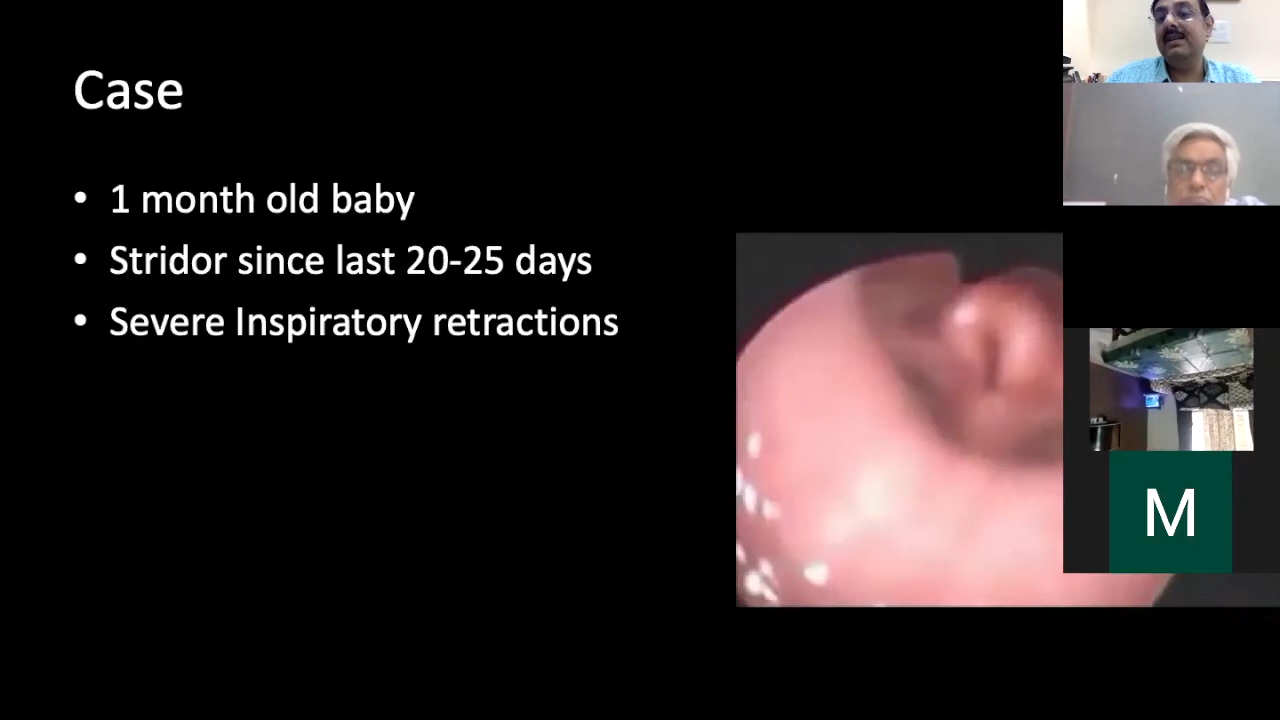 Case
• 1 month old baby
• Stridor since last 20-25 days
• Severe Inspiratory retractions
M